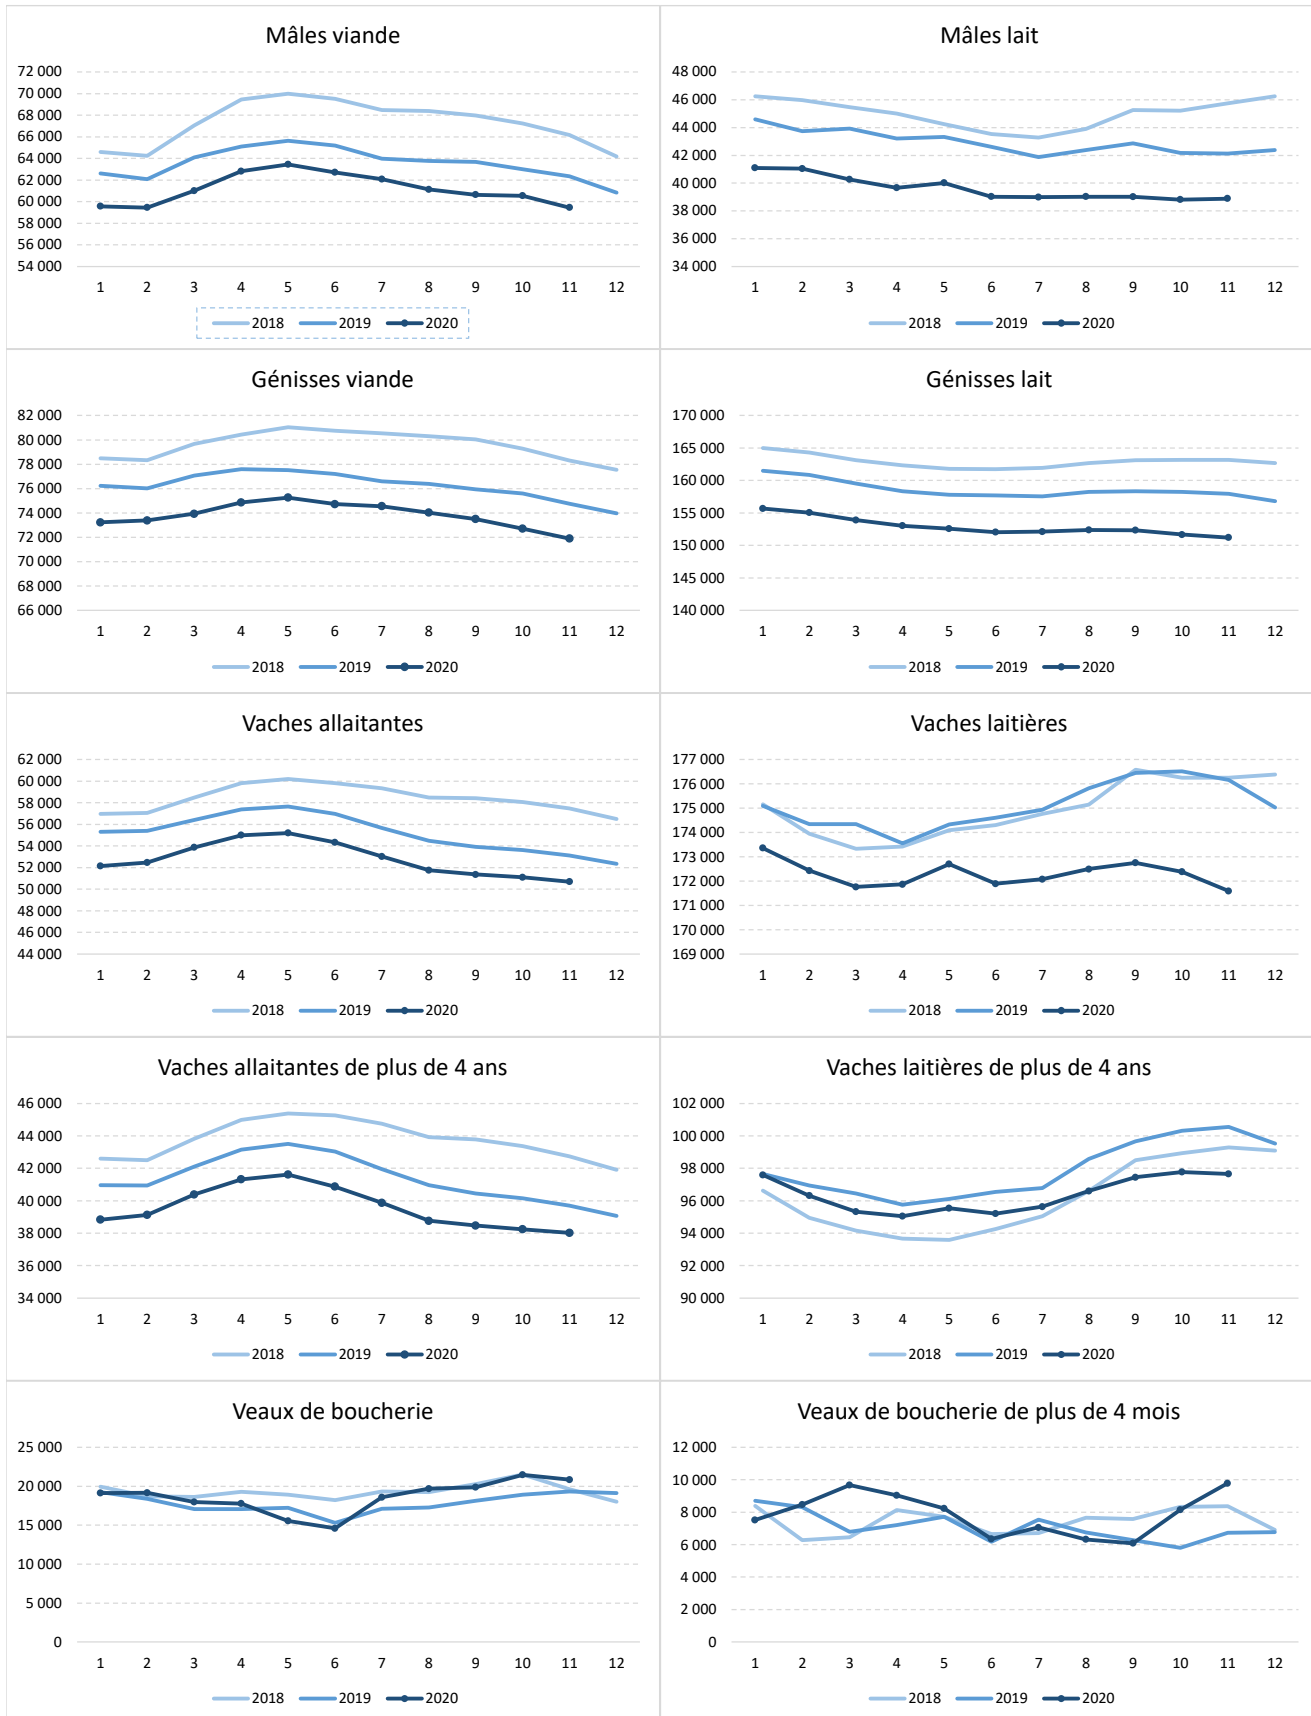 Mâles viande
72 000
70 000
68 000
66 000
64 000
62 000
60 000
58 000
56 000
54 000
1 2 3 4 5 6 7 8 9 10 11 12
2018 2019 2020
Mâles lait
48 000
46 000
44 000
42 000
40 000
38 000
36 000
34 000
1 2 3 4 5 6 7 8 9 10 11 12
2018 2019 2020
Génisses viande
82 000
80 000
78 000
76 000
74 000
72 000
70 000
68 000
66 000
1 2 3 4 5 6 7 8 9 10 11 12
2018 2019 2020
Génisses lait
170 000
165 000
160 000
155 000
150 000
145 000
140 000
1 2 3 4 5 6 7 8 9 10 11 12
2018 2019 2020
Vaches allaitantes
62 000
60 000
58 000
56 000
54 000
52 000
50 000
48 000
46 000
44 000
1 2 3 4 5 6 7 8 9 10 11 12
2018 2019 2020
Vaches laitières
177 000
176 000
175 000
174 000
173 000
172 000
171 000
170 000
169 000
1 2 3 4 5 6 7 8 9 10 11 12
2018 2019 2020
Vaches allaitantes de plus de 4 ans
46 000
44 000
42 000
40 000
38 000
36 000
34 000
1 2 3 4 5 6 7 8 9 10 11 12
2018 2019 2020
Vaches laitières de plus de 4 ans
102 000
100 000
98 000
96 000
94 000
92 000
90 000
1 2 3 4 5 6 7 8 9 10 11 12
2018 2019 2020
Veaux de boucherie
25 000
20 000
15 000
10 000
5 000
0
1 2 3 4 5 6 7 8 9 10 11 12
2018 2019 2020
Veaux de boucherie de plus de 4 mois
12 000
10 000
8 000
6 000
4 000
2 000
0
1 2 3 4 5 6 7 8 9 10 11 12
2018 2019 2020